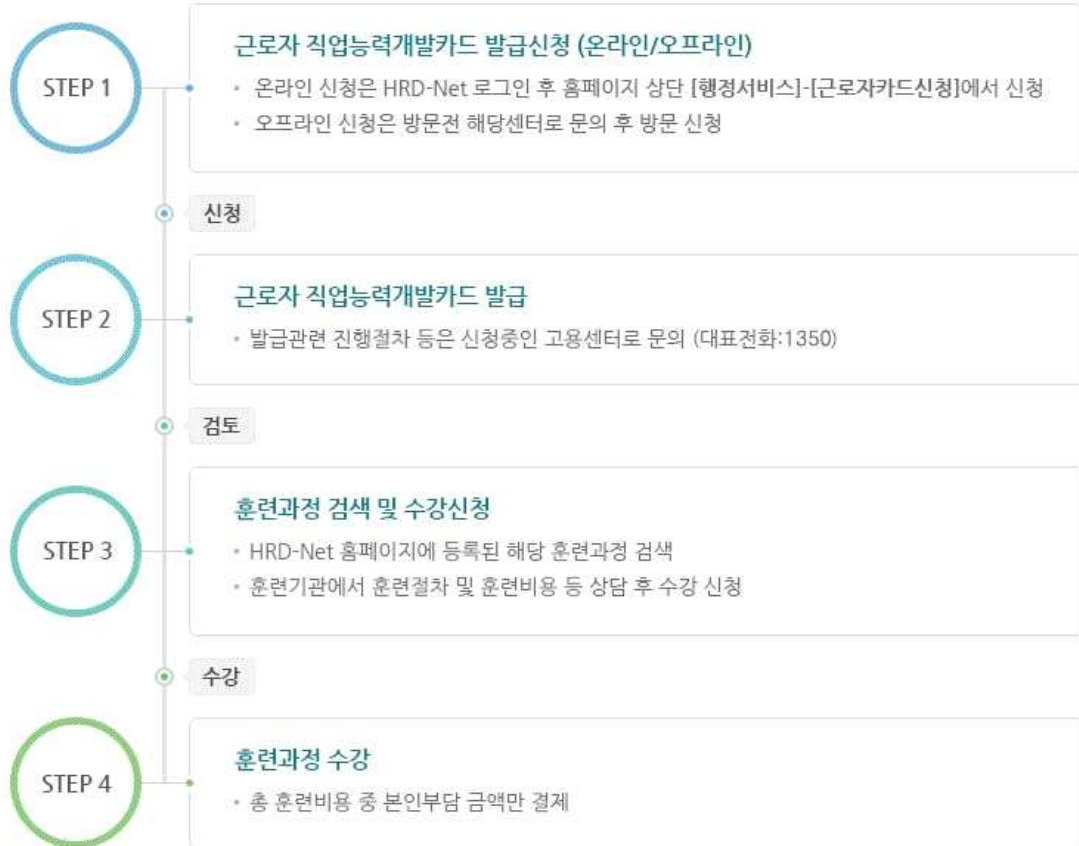 STEP 1
근로자 직업능력개발카드 발급신청 (온라인/오프라인)
• 온라인 신청은 HRD-Net 로그인 후 홈페이지 상단 [행정서비스]-[근로자카드신청]에서 신청
• 오프라인 신청은 방문전 해당센터로 문의 후 방문 신청
신청
STEP 2
근로자 직업능력개발카드 발급
• 발급관련 진행절차 등은 신청중인 고용센터로 문의 (대표전화:1350)
검토
STEP 3
훈련과정 검색 및 수강신청
• HRD-Net 홈페이지에 등록된 해당 훈련과정 검색
• 훈련기관에서 훈련절차 및 훈련비용 등 상담 후 수강 신청
수강
STEP 4
훈련과정 수강
• 총 훈련비용 중 본인부담 금액만 결제